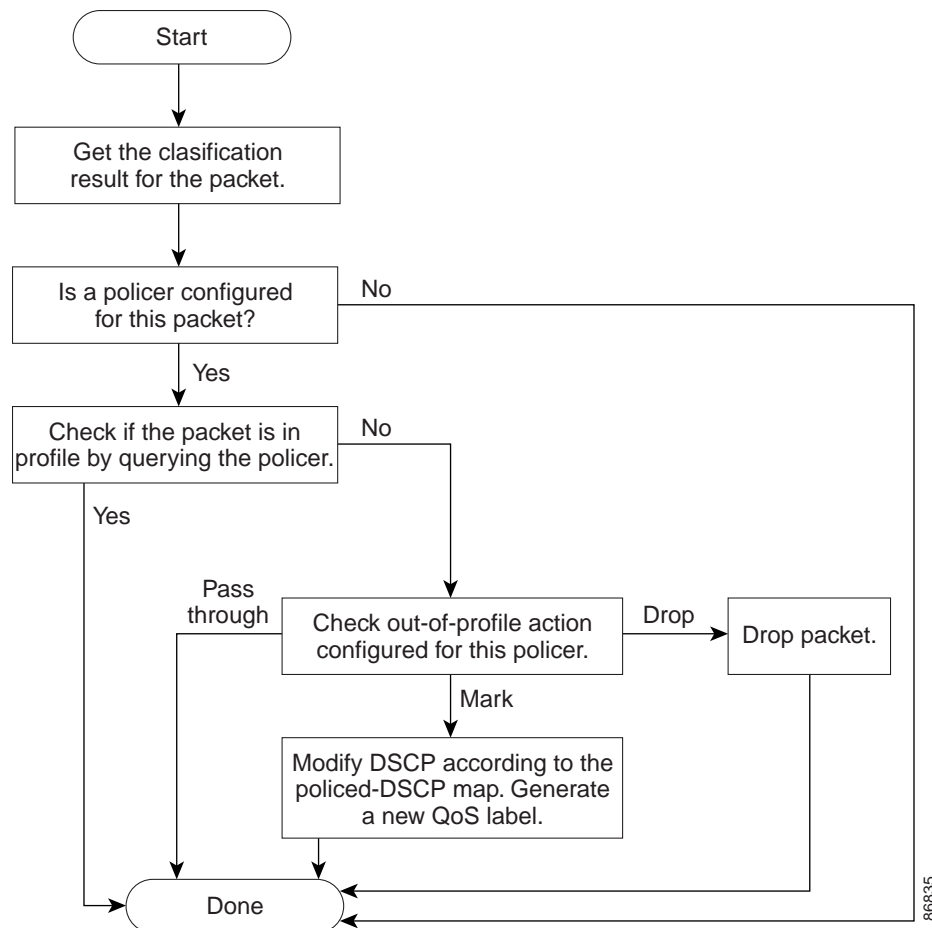 Start
Get the clasification
result for the packet.
Is a policer configured
for this packet?
No
Yes
Check if the packet is in
profile by querying the policer.
No
Yes
Pass
through
Check out-of-profile action
configured for this policer.
Drop
Drop packet.
Mark
Modify DSCP according to the
policed-DSCP map. Generate
a new QoS label.
Done
86835